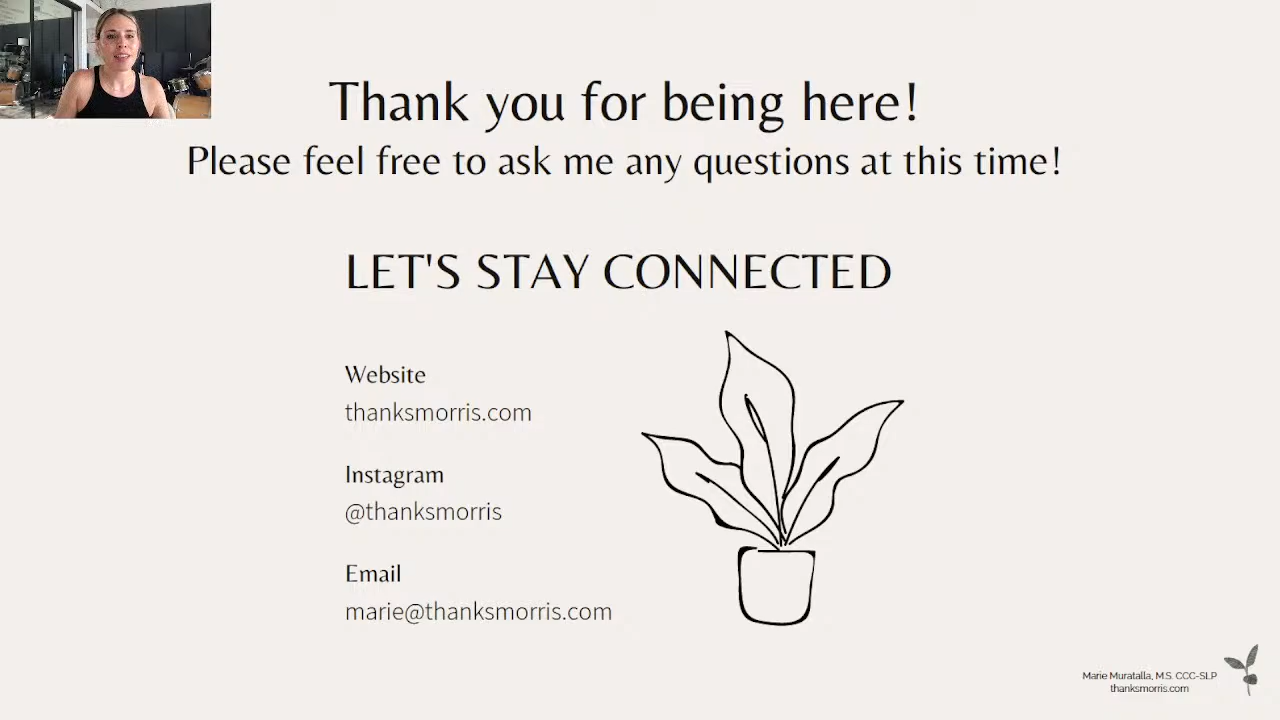 Thank you for being here!
Please feel free to ask me any questions at this time!
LET'S STAY CONNECTED
Website
thanksmorris.com
Instagram
@thanksmorris
Email
marie@thanksmorris.com
Marie Muratalla, M.S. CCC-SLP
thanksmorris.com